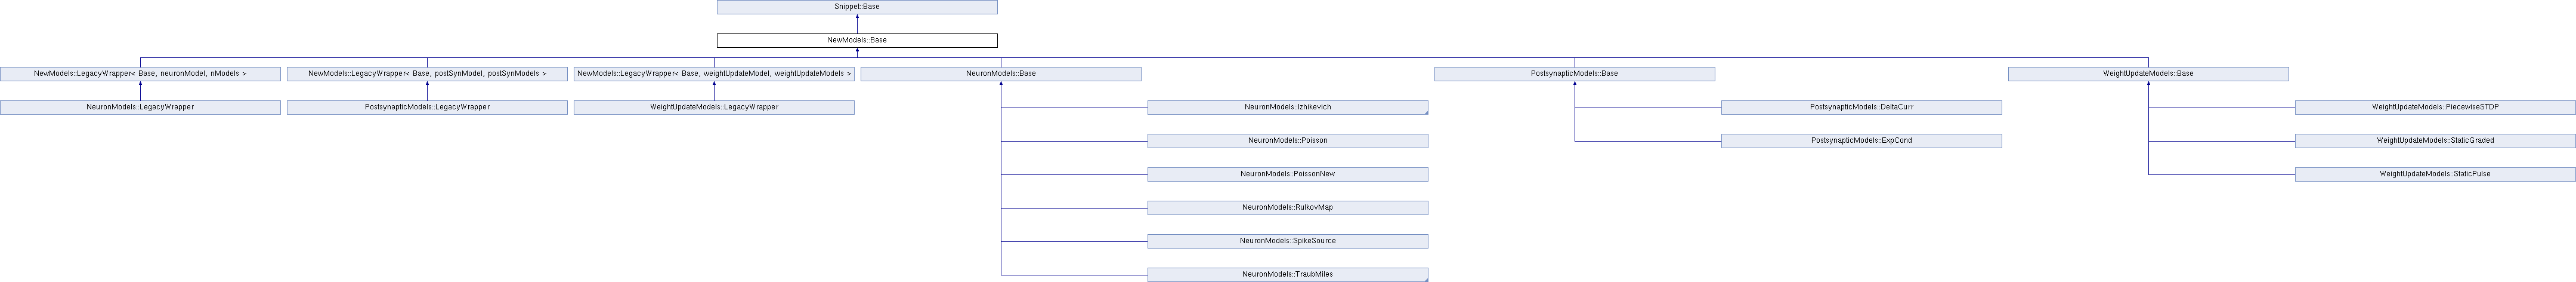 Snippet::Base
NewModels::Base
NewModels::LegacyWrapper< Base, neuronModel, nModels >
NewModels::LegacyWrapper< Base, postSynModel, postSynModels >
NewModels::LegacyWrapper< Base, weightUpdateModel, weightUpdateModels >
NeuronModels::Base
PostsynapticModels::Base
WeightUpdateModels::Base
NeuronModels::LegacyWrapper
PostsynapticModels::LegacyWrapper
WeightUpdateModels::LegacyWrapper
NeuronModels::Izhikevich
PostsynapticModels::DeltaCurr
WeightUpdateModels::PiecewiseSTDP
NeuronModels::Poisson
PostsynapticModels::ExpCond
WeightUpdateModels::StaticGraded
NeuronModels::PoissonNew
WeightUpdateModels::StaticPulse
NeuronModels::RulkovMap
NeuronModels::SpikeSource
NeuronModels::TraubMiles